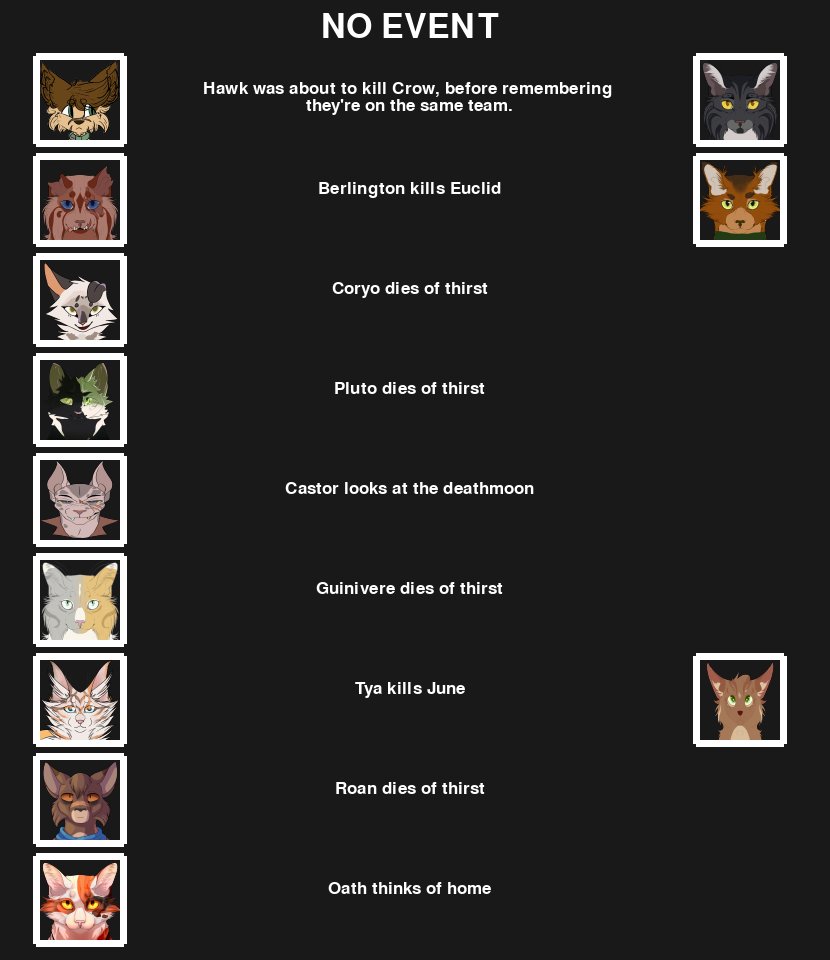 NO EVENT
Hawk was about to kill Crow, before remembering
they're on the same team.
Berlington kills Euclid
Coryo dies of thirst
Pluto dies of thirst
Castor looks at the deathmoon
Guinivere dies of thirst
Tya kills June
Roan dies of thirst
Oath thinks of home